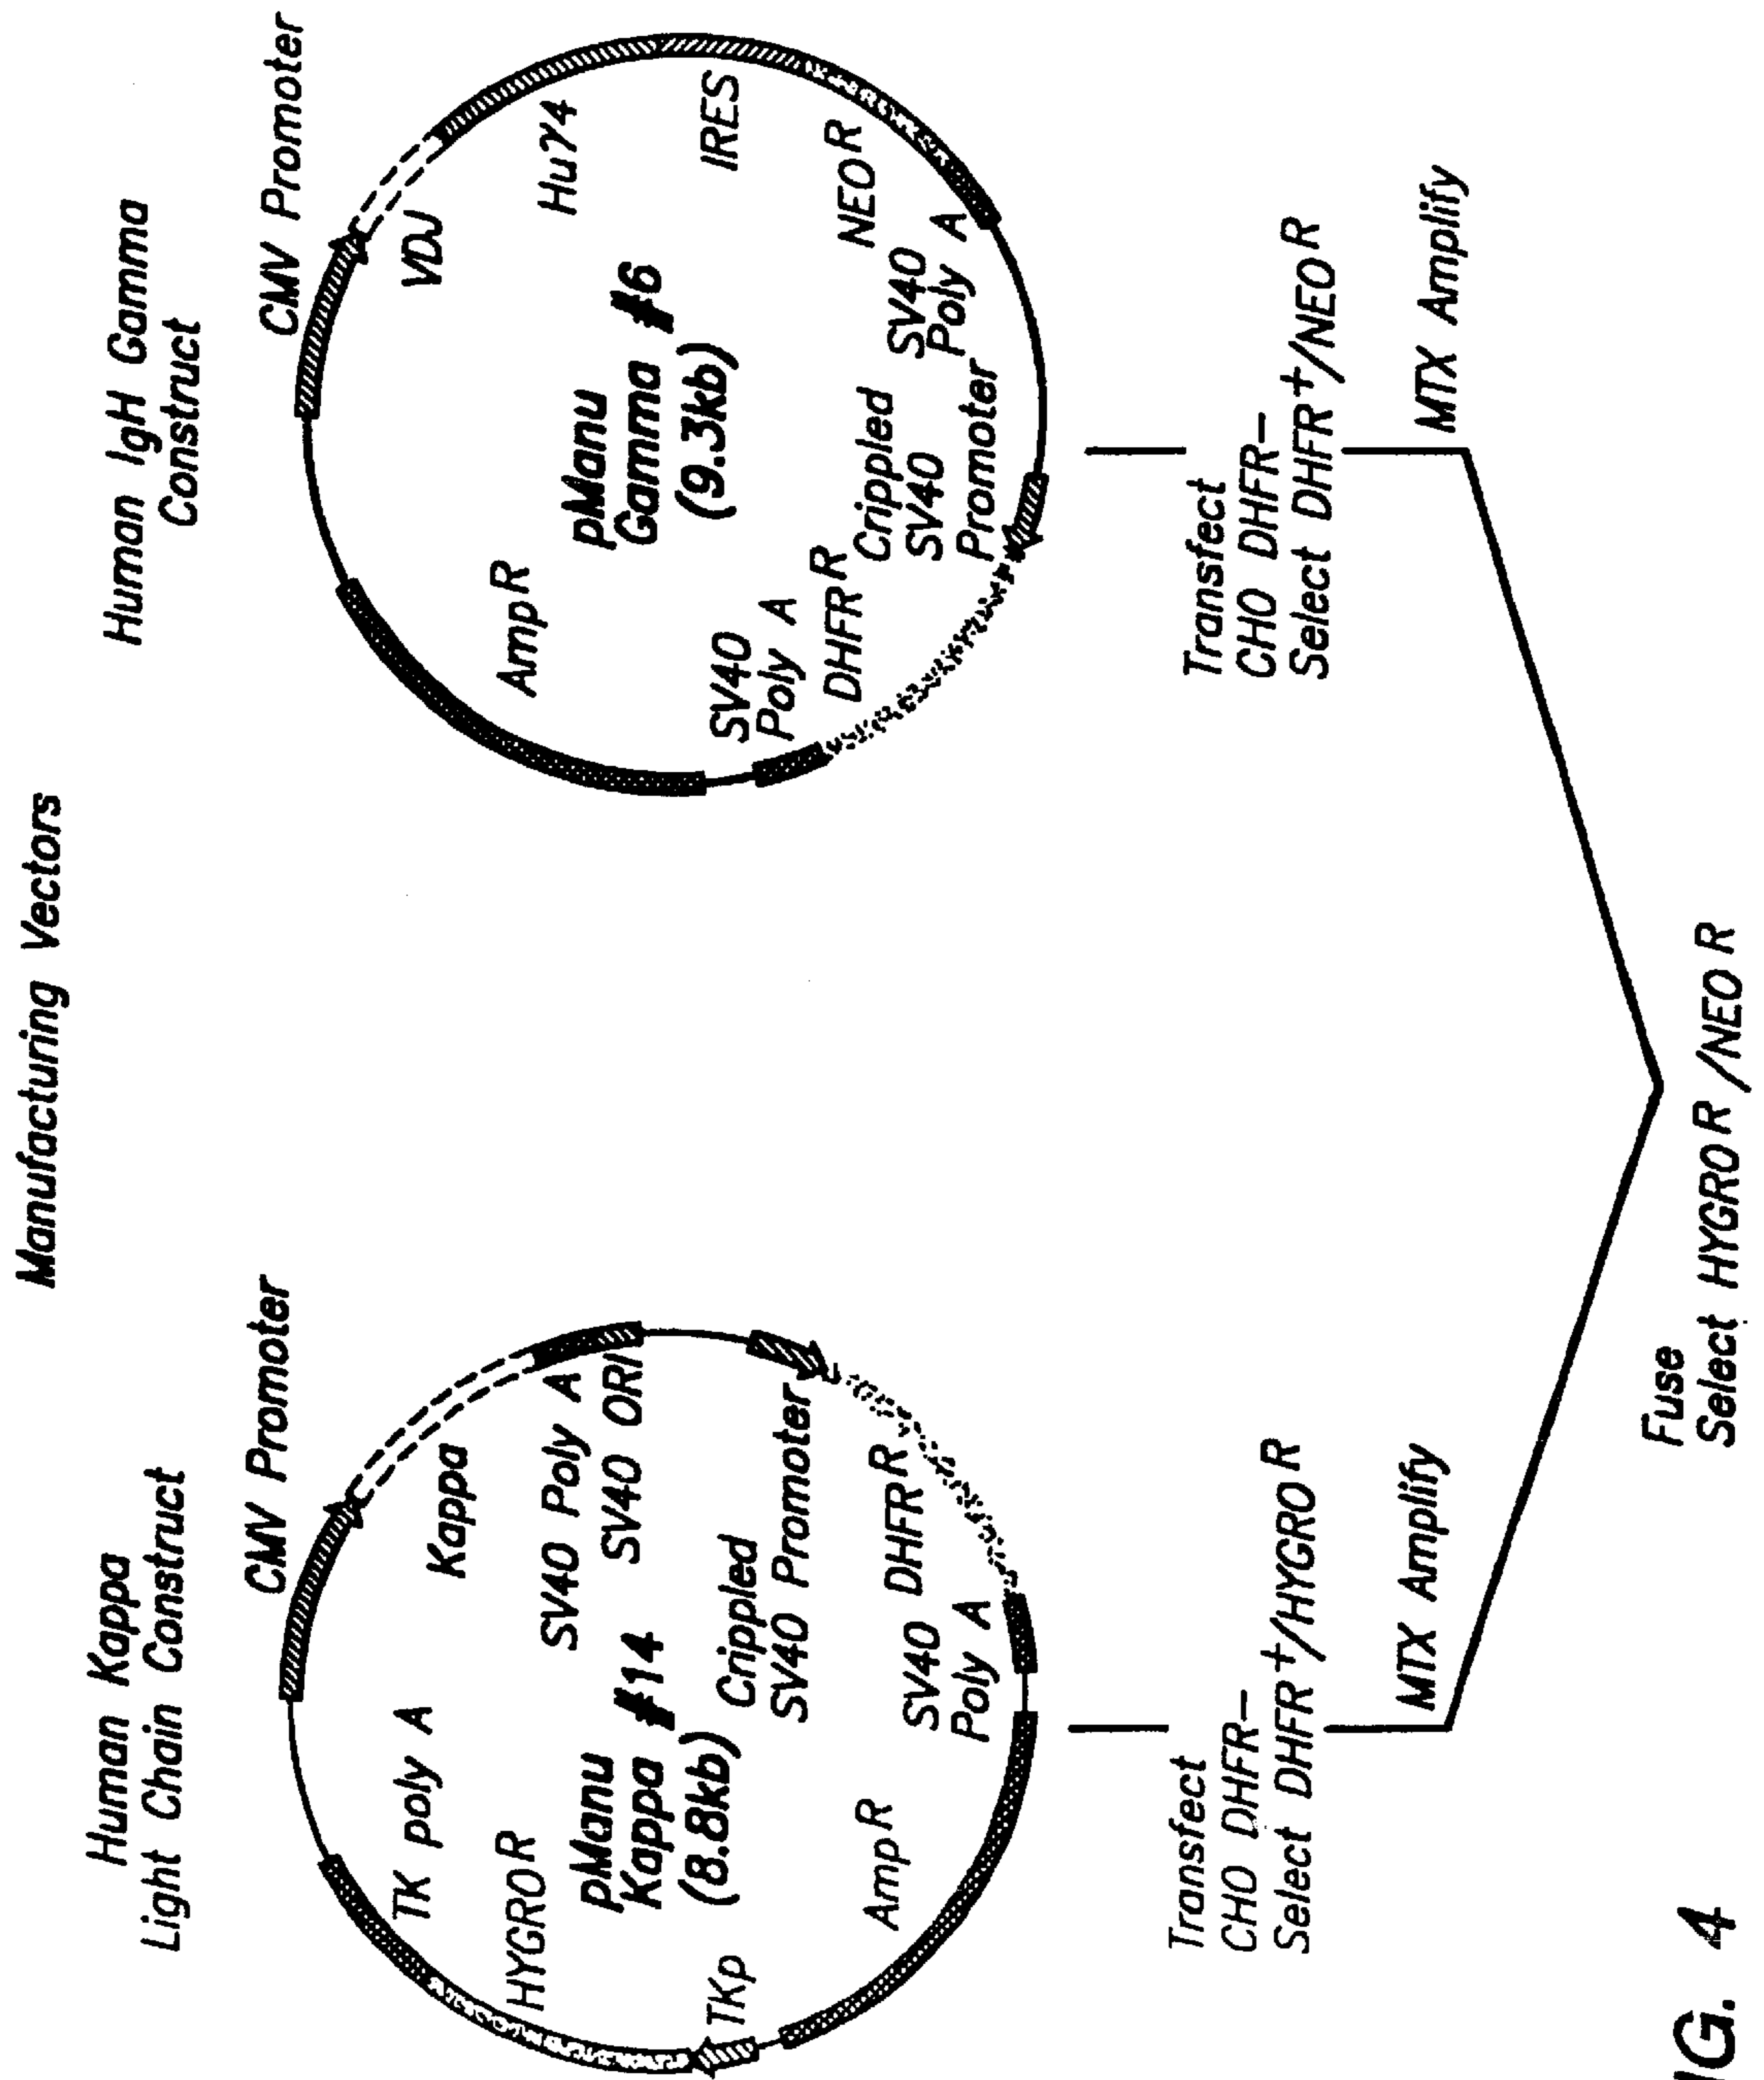 Manufacturing Vectors
Human Kappa
Light Chain Construct
CMV Promoter
TK poly A
Kappa
HYGRO R
SV40 Poly A
SV40 ORI
pManu
Kappa #14
(8.8kb)
Crippled
SV40 Promoter
TKp
AmpR
SV40 DHFR R
Poly A
Transfect
CHO DHFR–
Select DHFR+/HYGRO R
MTX Amplify
Human IgH Gamma
Construct
CMV Promoter
VDJ
AmpR
Huγ4
pManu
Gamma #6
(9.3kb)
IRES
SV40
Poly A
DHFR R
NEO R
Crippled
SV40
Promoter
SV40
Poly A
Transfect
CHO DHFR–
Select DHFR+/NEO R
MTX Amplify
Fuse
Select HYGRO R/NEO R
IG. 4